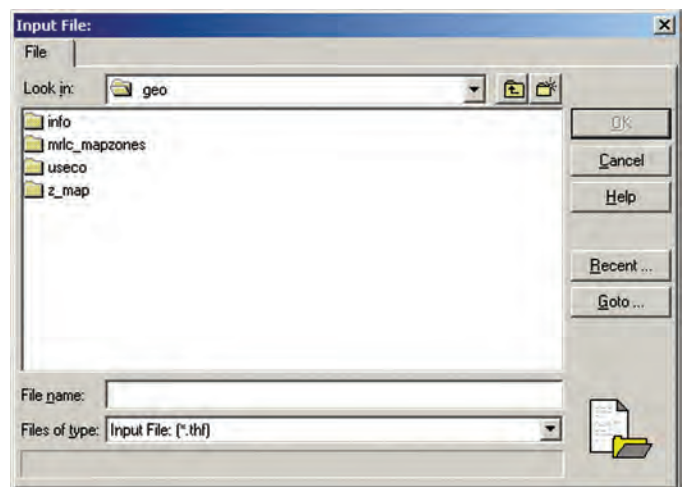 Input File:
File
Look in: geo
info
mrlc_mapzones
useco
z_map
OK
Cancel
Help
Recent ...
Goto ...
File name:
Files of type: Input File: (*.thf)